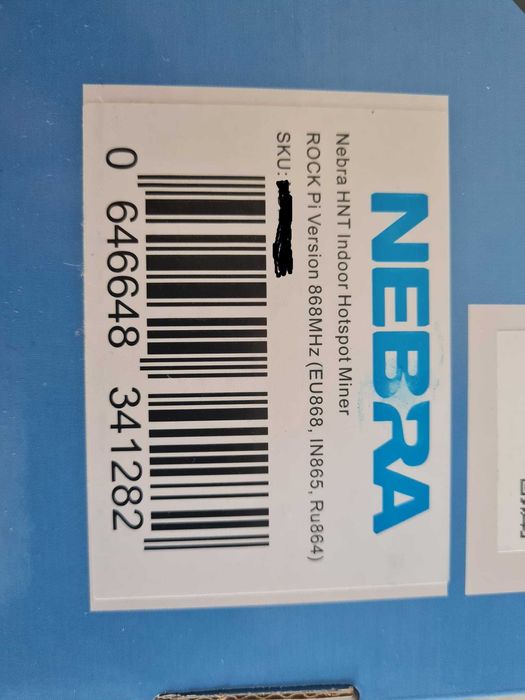 NEBRA
Nebra HNT Indoor Hotspot Miner
ROCK Pi Version 868MHz (EU868, IN865, Ru864)
SKU:
0 646648 341282